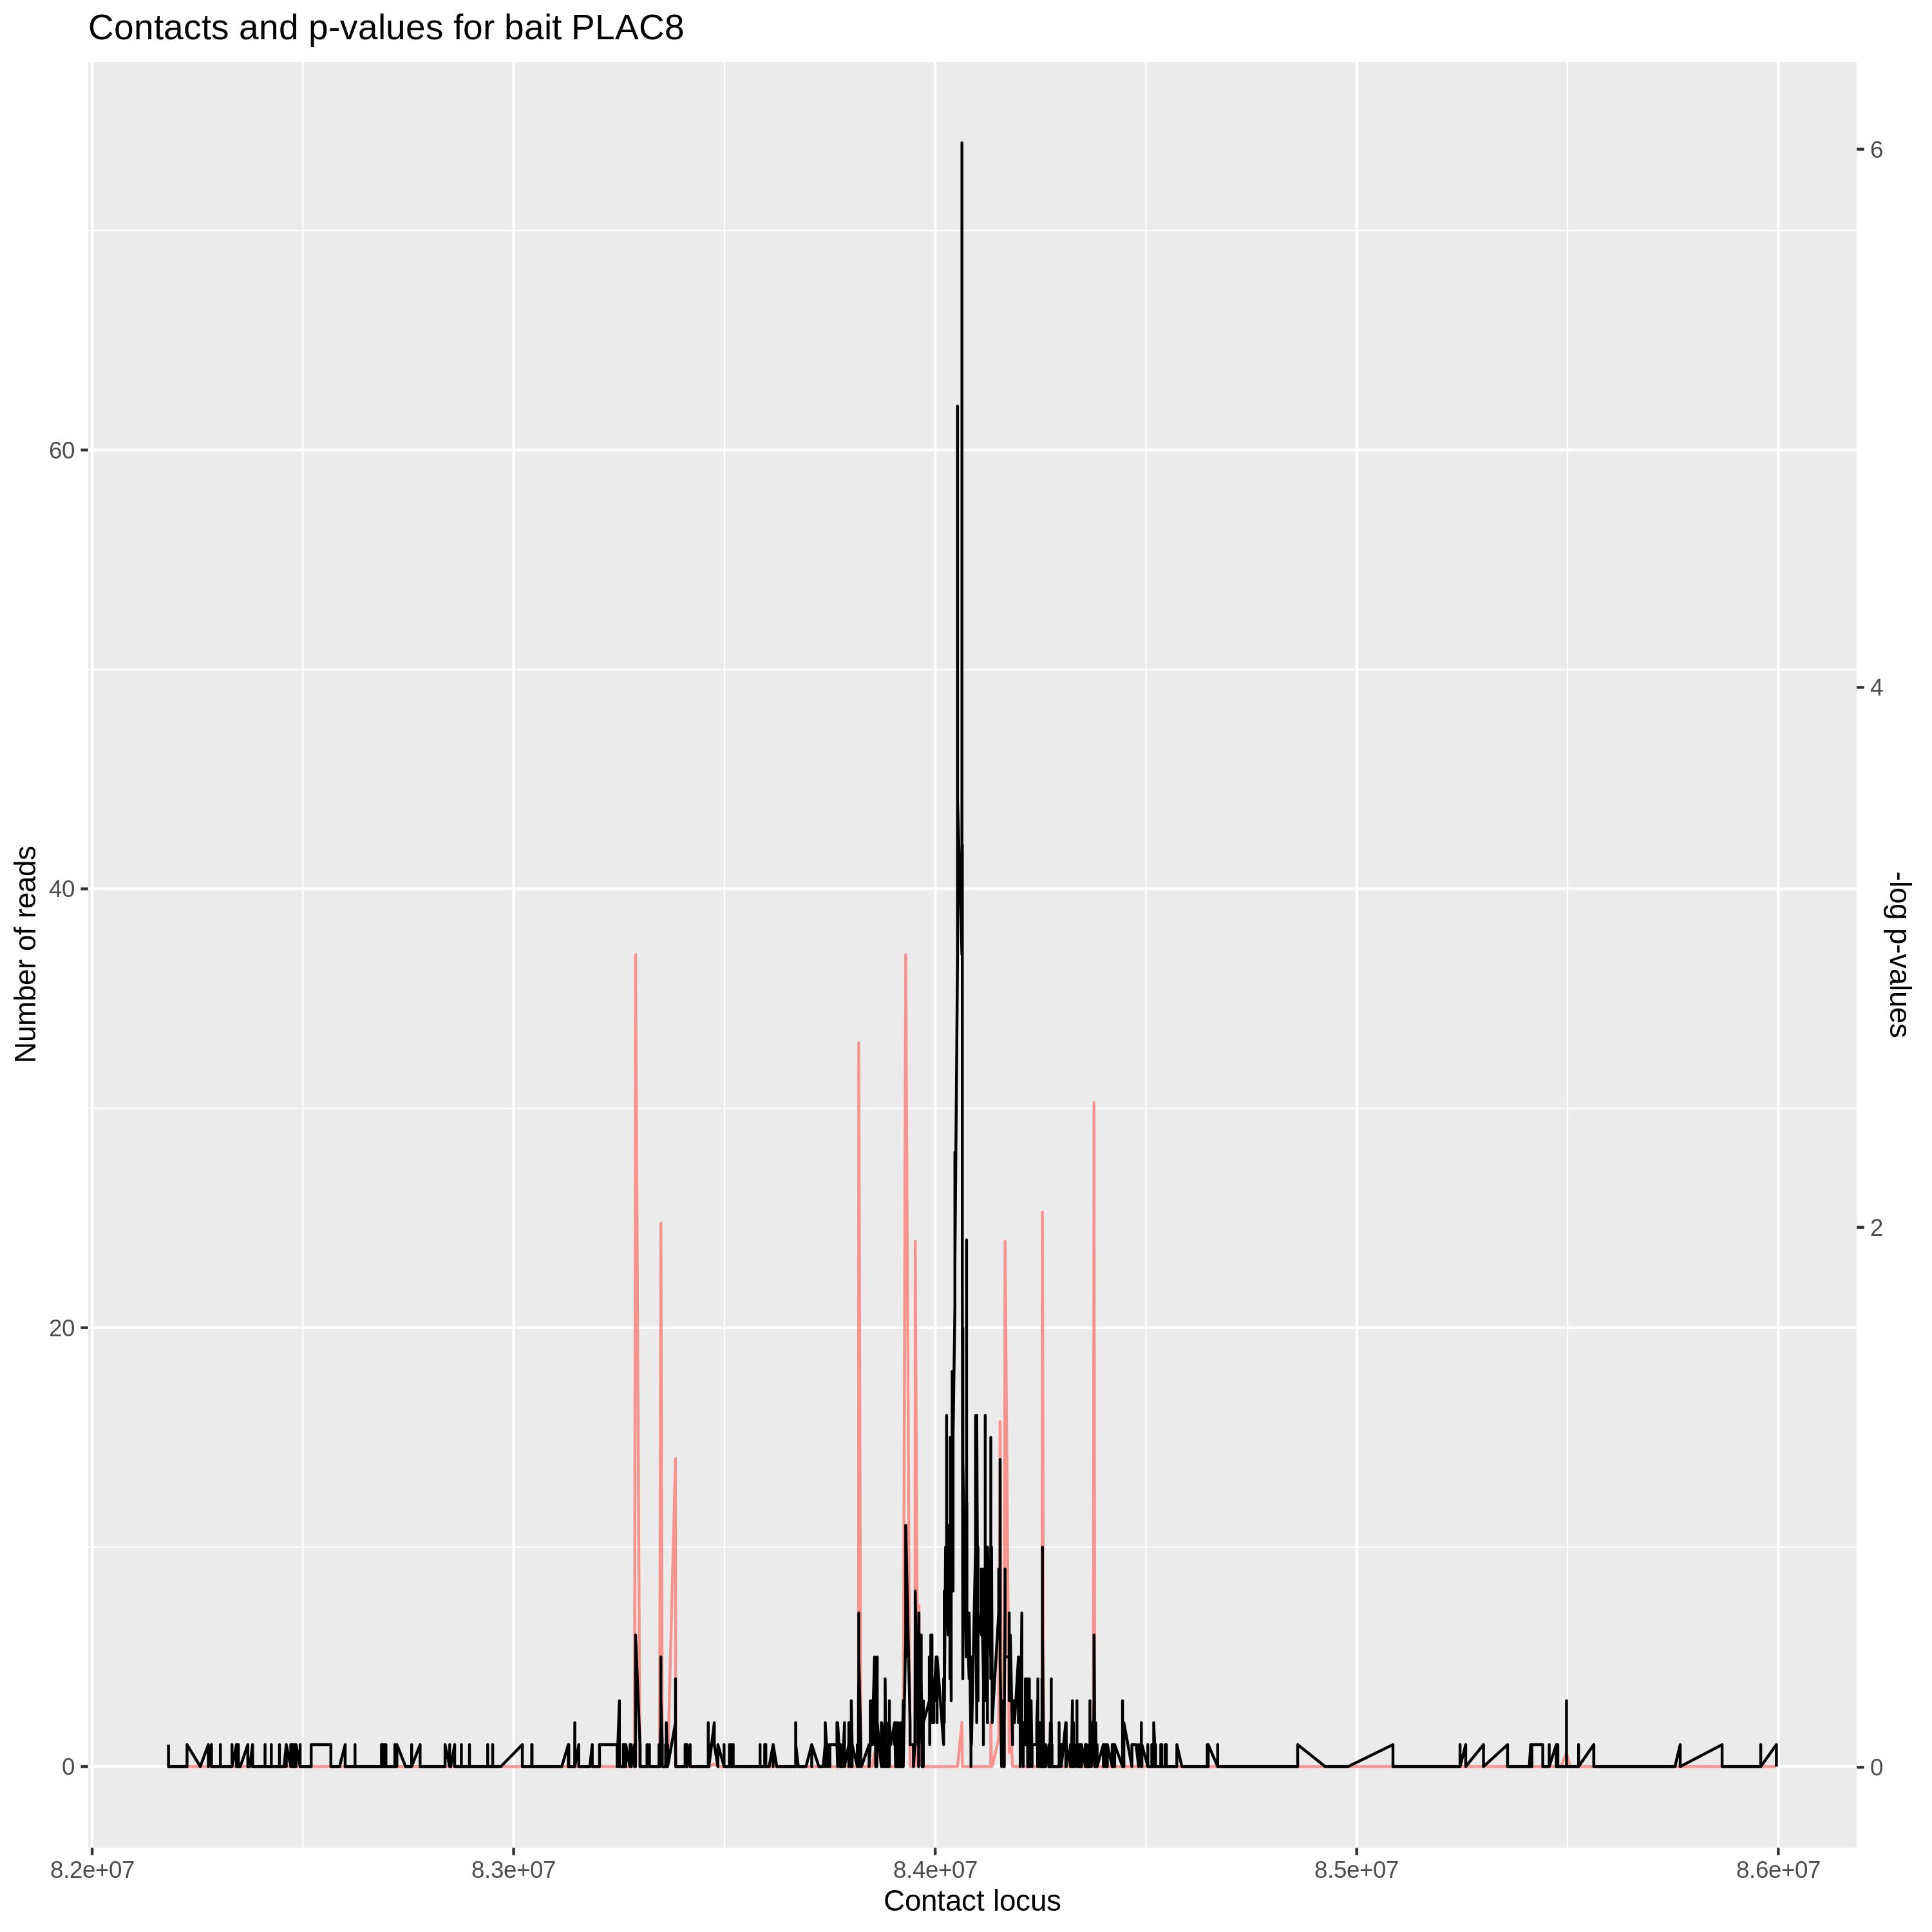 Contacts and p-values for bait PLAC8
60
40
20
0
6
4
2
0
Number of reads
-log p-values
8.2e+07 8.3e+07 8.4e+07 8.5e+07 8.6e+07
Contact locus